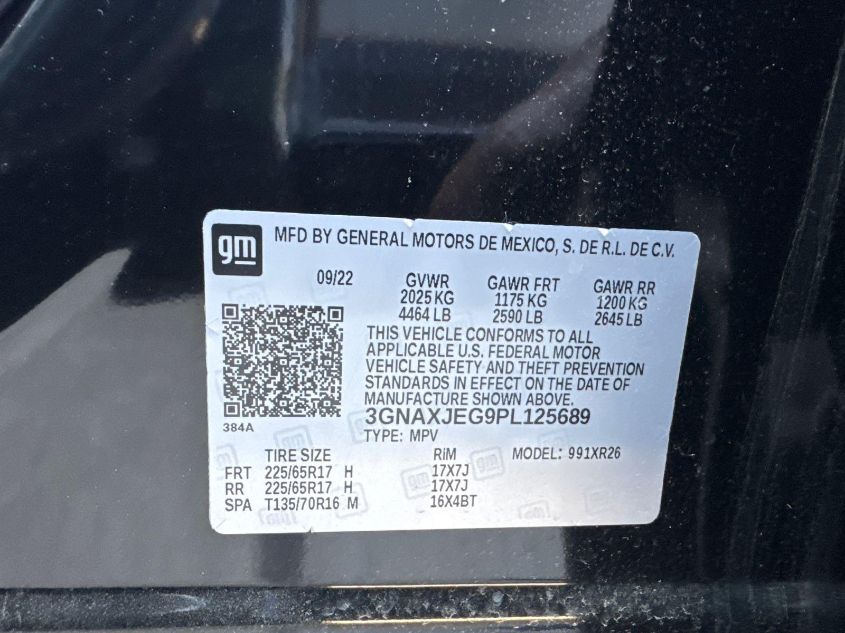 gm MFD BY GENERAL MOTORS DE MEXICO, S. DE R.L. DE C.V.
09/22 GVWR GAWR FRT GAWR RR
2025 KG 1175 KG 1200 KG
4464 LB 2590 LB 2645 LB
THIS VEHICLE CONFORMS TO ALL
APPLICABLE U.S. FEDERAL MOTOR
VEHICLE SAFETY AND THEFT PREVENTION
STANDARDS IN EFFECT ON THE DATE OF
MANUFACTURE SHOWN ABOVE.
384A
3GNAXJEG9PL125689
TYPE: MPV
TIRE SIZE RiM MODEL: 991XR26
FRT 225/65R17 H 17X7J
RR 225/65R17 H 17X7J
SPA T135/70R16 M 16X4BT